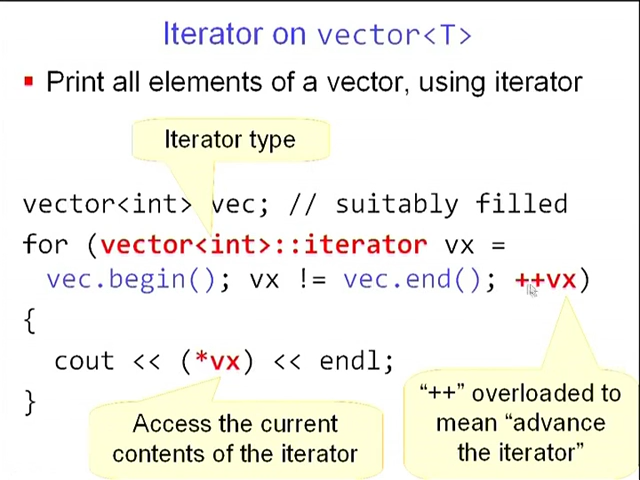 Iterator on vector<T>
Print all elements of a vector, using iterator
Iterator type
vector<int> vec; // suitably filled
for (vector<int>::iterator vx =
vec.begin(); vx != vec.end(); ++vx)
{
cout << (*vx) << endl;
}
Access the current
contents of the iterator
“++” overloaded to
mean “advance
the iterator”